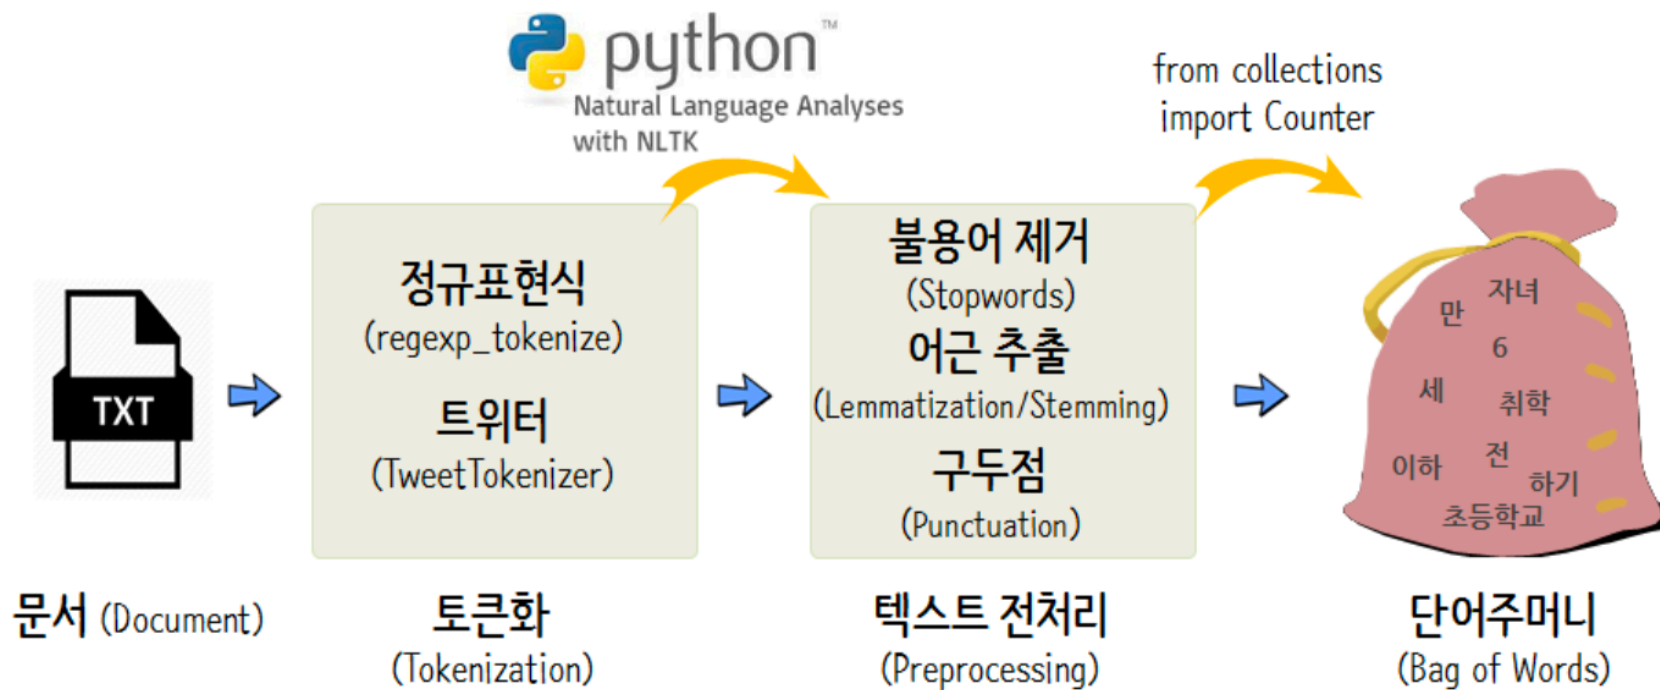 python™
Natural Language Analyses
with NLTK
from collections
import Counter
TXT
문서 (Document)
정규표현식
(regexp_tokenize)
트위터
(TweetTokenizer)
토큰화
(Tokenization)
불용어 제거
(Stopwords)
어근 추출
(Lemmatization/Stemming)
구두점
(Punctuation)
텍스트 전처리
(Preprocessing)
자녀
만
6
세
취학
전
이하
하기
초등학교
단어주머니
(Bag of Words)